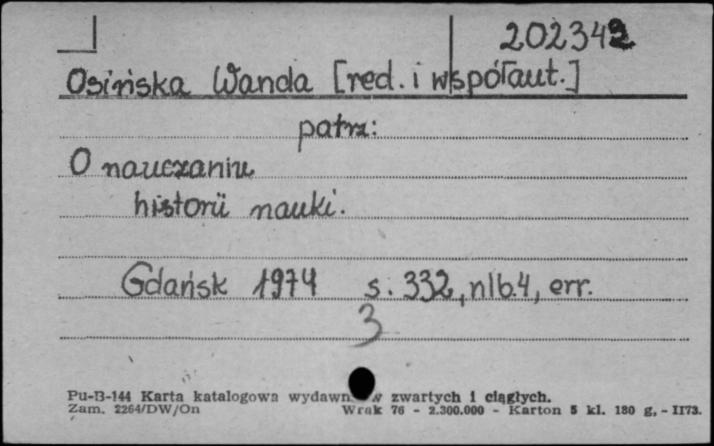 202342
Osińska Wanda [red. i współaut.]
patrz:
O nauczaniu
historii nauki.
Gdańsk 1974 s. 332, nlb.4, err.
3
Pu-B-144 Karta katalogowa wydawn w zwartych i ciągłych.
Zam. 2264/DW/On Wrak 76 - 2.300.000 - Karton 5 kl. 180 g, - II73.